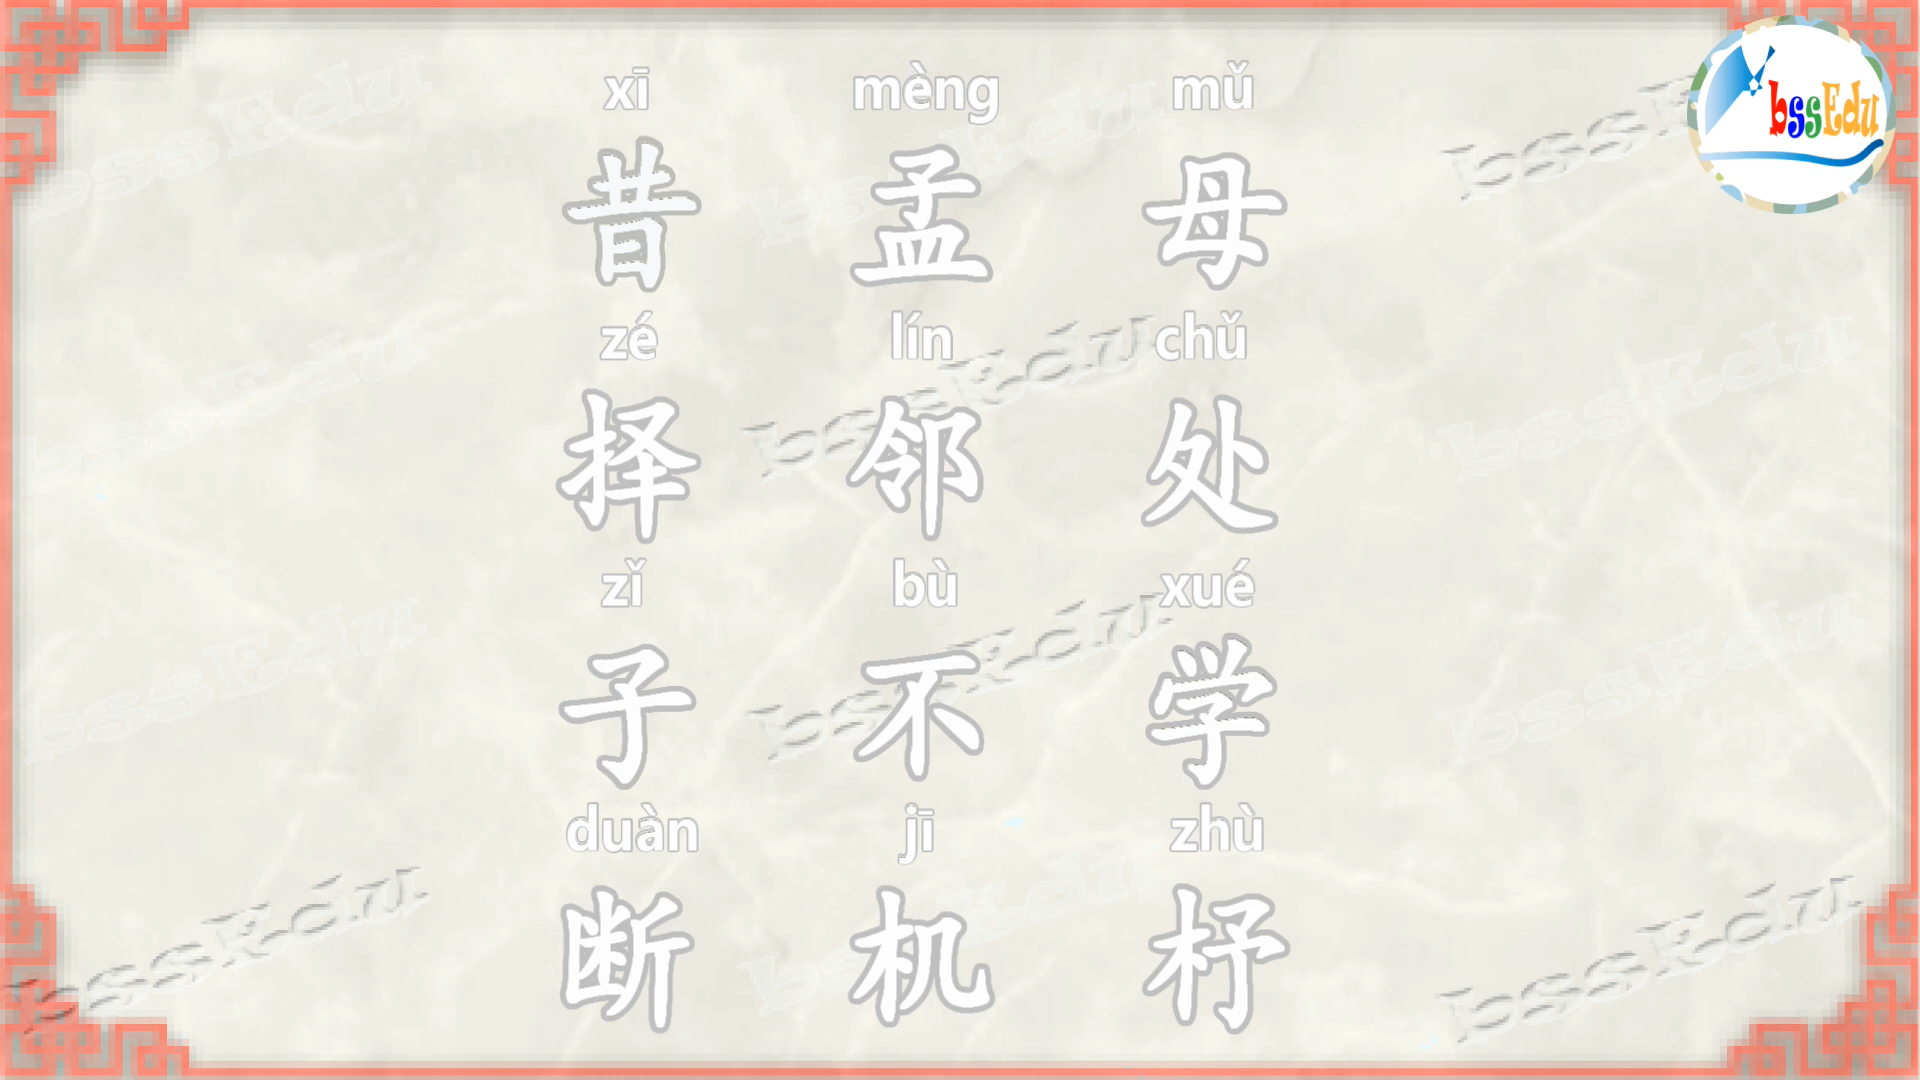 bssEdu
xī mèng mǔ
昔 孟 母
zé lín chǔ
择 邻 处
zǐ bù xué
子 不 学
duàn jī zhù
断 机 杼